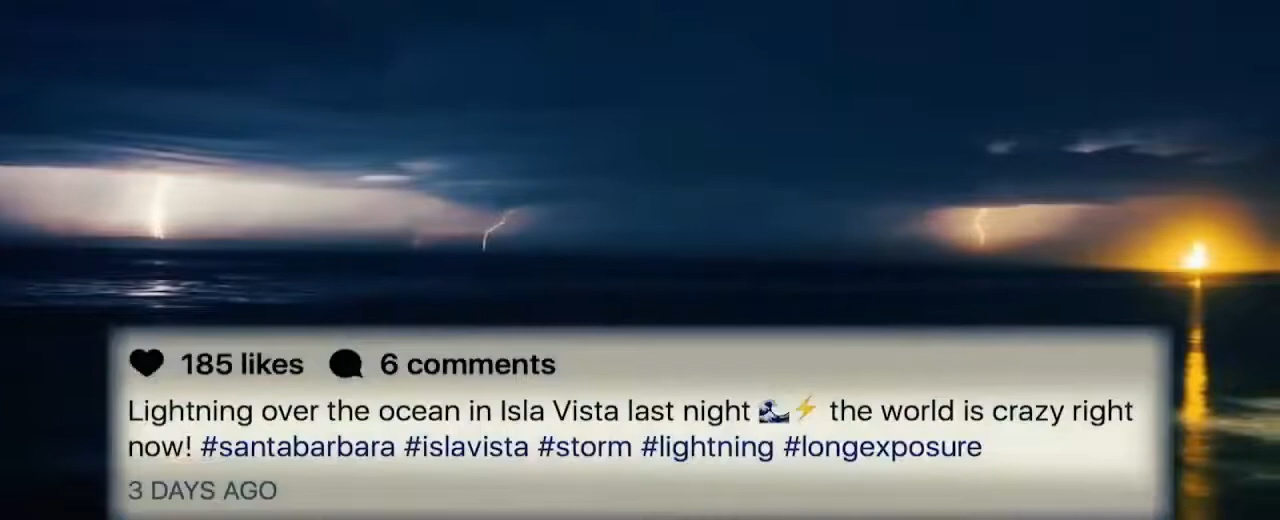 185 likes 6 comments
Lightning over the ocean in Isla Vista last night 🌊⚡ the world is crazy right
now! #santabarbara #islavista #storm #lightning #longexposure
3 DAYS AGO